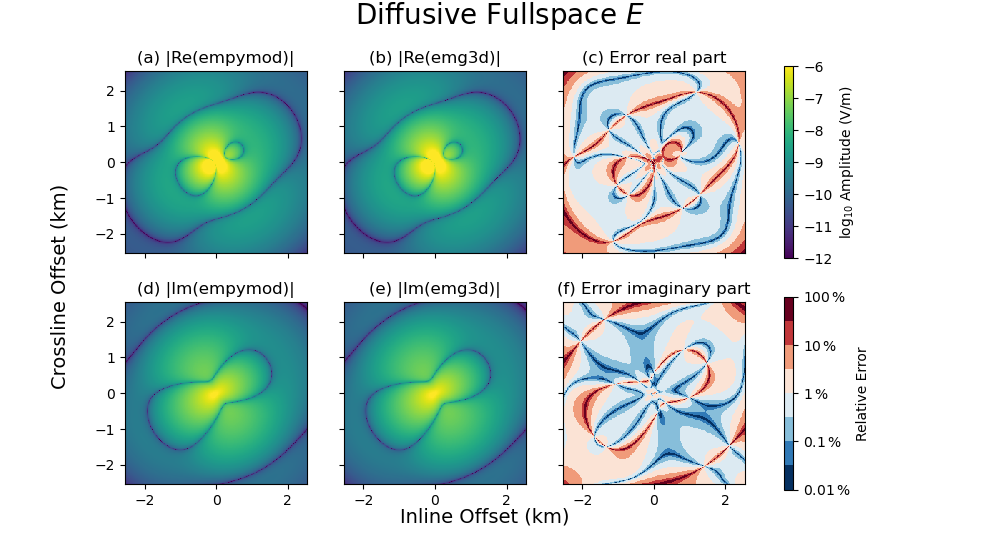 Diffusive Fullspace E
(a) |Re(empymod)|
(b) |Re(emg3d)|
(c) Error real part
2
1
0
−1
−2
−6
−7
−8
−9
−10
−11
−12
log10 Amplitude (V/m)
Crossline Offset (km)
(d) |Im(empymod)|
(e) |Im(emg3d)|
(f) Error imaginary part
2
1
0
−1
−2
−2 0 2
−2 0 2
−2 0 2
100 %
10 %
1 %
0.1 %
0.01 %
Relative Error
Inline Offset (km)